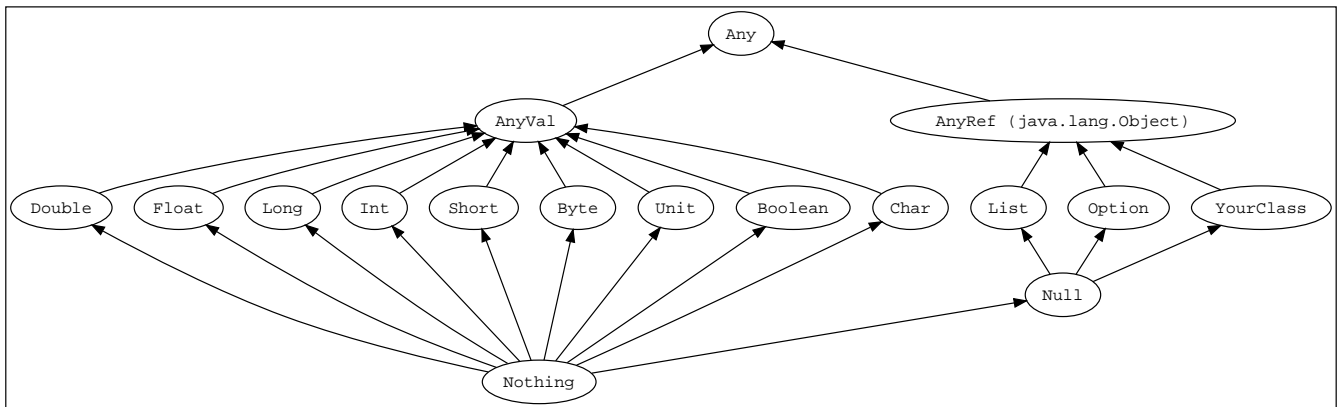 Any
AnyVal
AnyRef (java.lang.Object)
Double
Float
Long
Int
Short
Byte
Unit
Boolean
Char
List
Option
YourClass
Null
Nothing